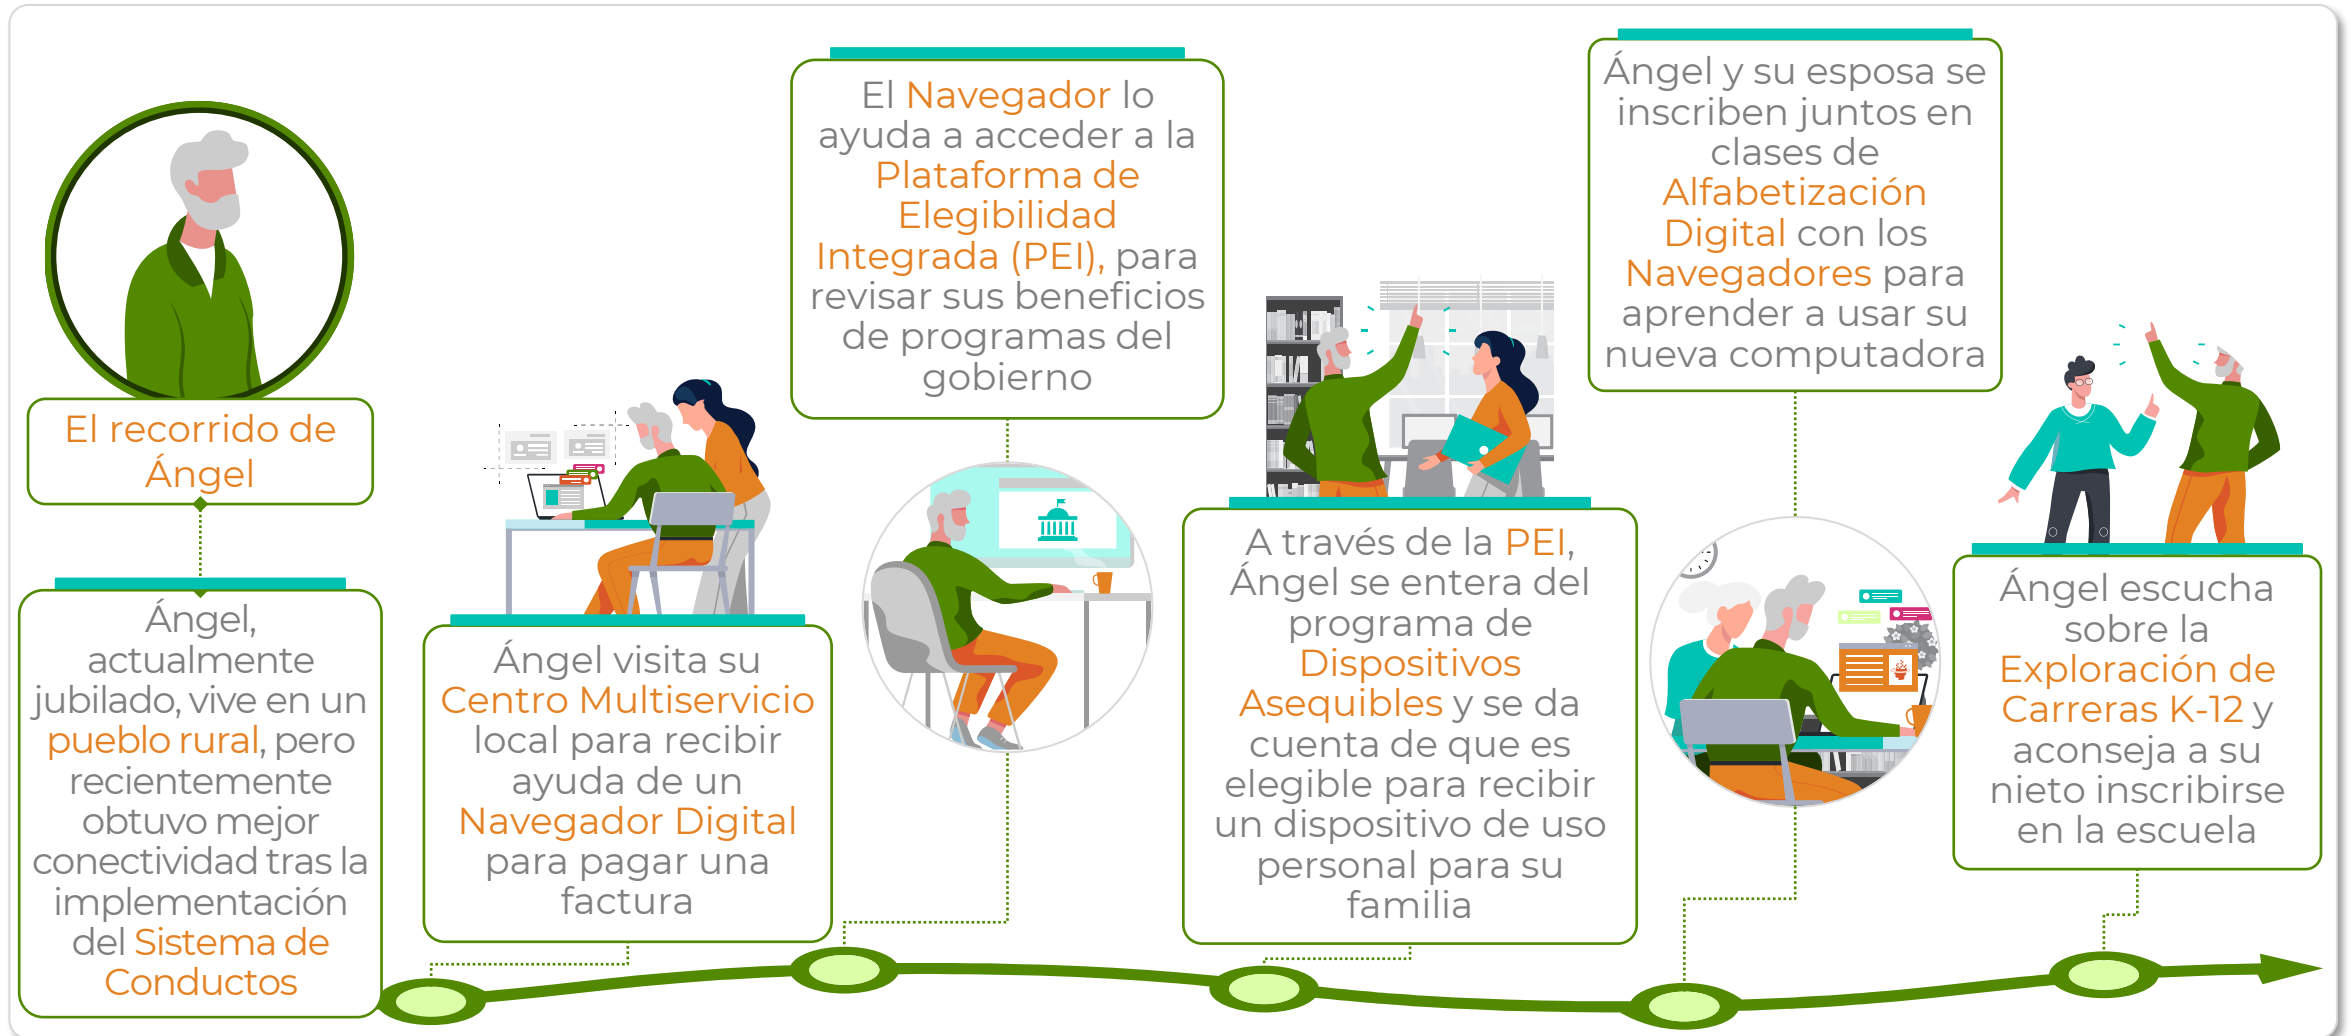 El recorrido de
Ángel
Ángel,
actualmente
jubilado, vive en un
pueblo rural, pero
recientemente
obtuvo mejor
conectividad tras la
implementación
del Sistema de
Conductos
Ángel visita su
Centro Multiservicio
local para recibir
ayuda de un
Navegador Digital
para pagar una
factura
El Navegador lo
ayuda a acceder a la
Plataforma de
Elegibilidad
Integrada (PEI), para
revisar sus beneficios
de programas del
gobierno
A través de la PEI,
Ángel se entera del
programa de
Dispositivos
Asequibles y se da
cuenta de que es
elegible para recibir
un dispositivo de uso
personal para su
familia
Ángel y su esposa se
inscriben juntos en
clases de
Alfabetización
Digital con los
Navegadores para
aprender a usar su
nueva computadora
Ángel escucha
sobre la
Exploración de
Carreras K-12 y
aconseja a su
nieto inscribirse
en la escuela